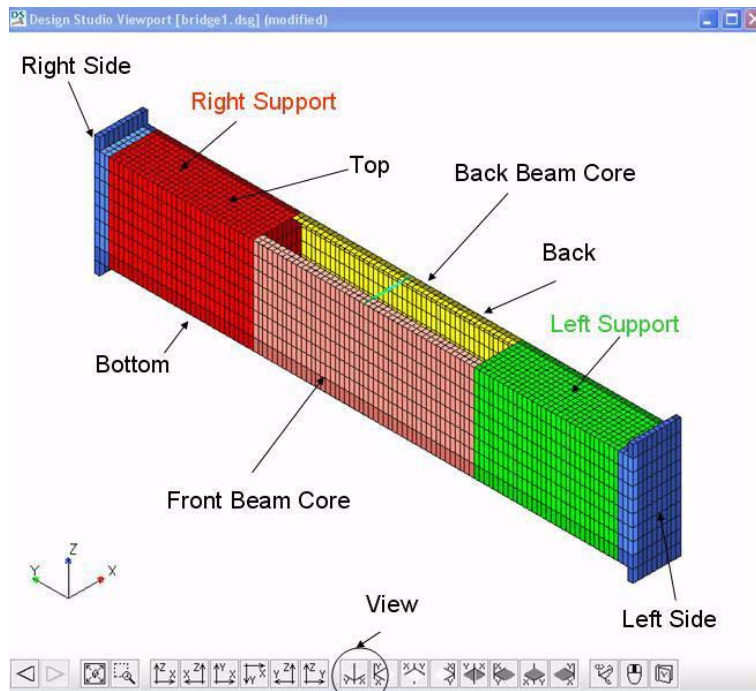 Design Studio Viewport [bridge1.dsg] (modified)
Right Side
Right Support
Top
Back Beam Core
Back
Left Support
Bottom
Front Beam Core
Z
Y X
View
Left Side